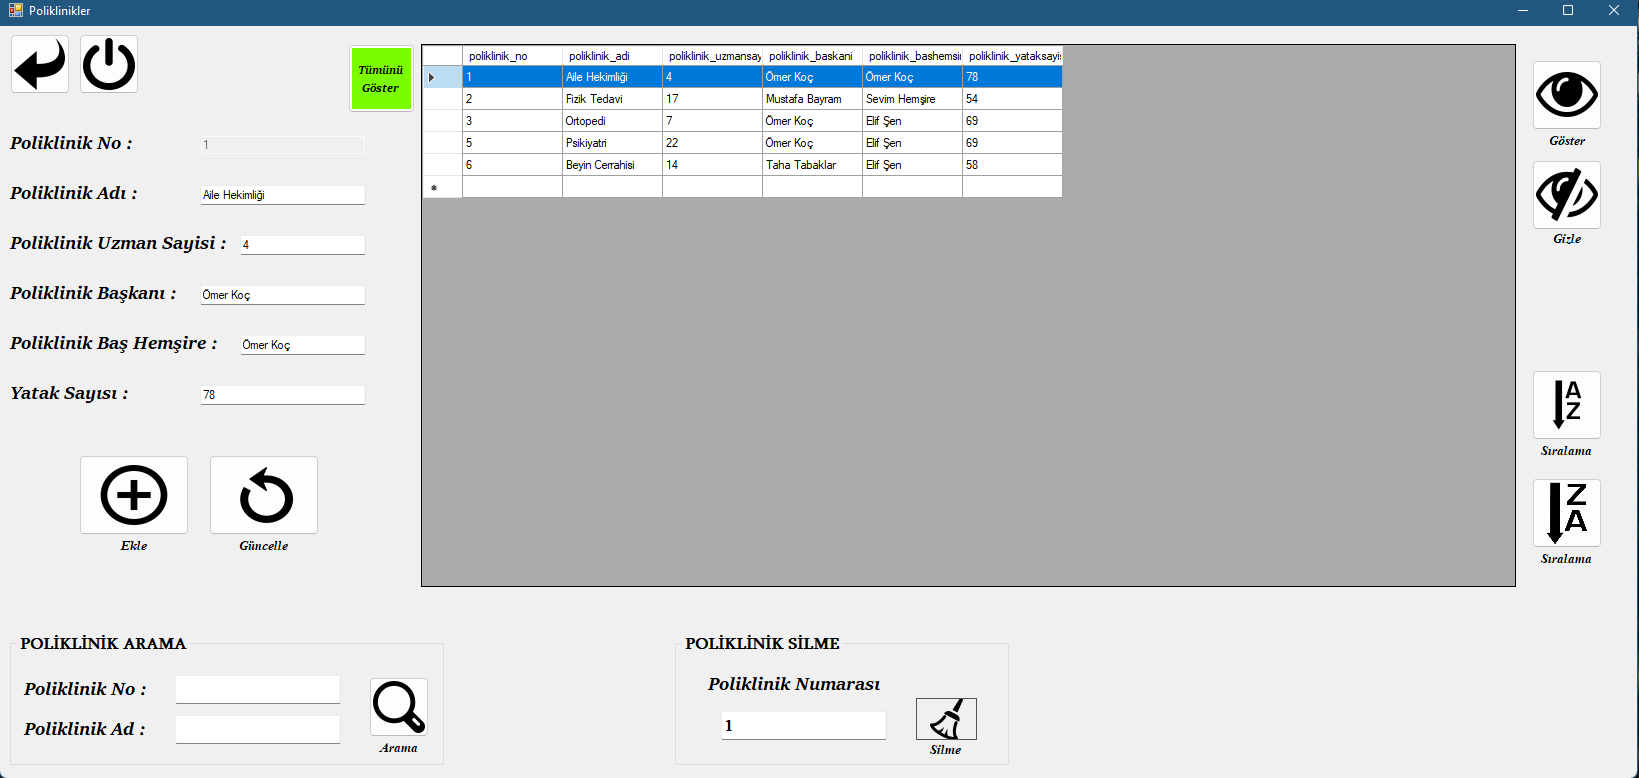 Poliklinikler
Tümünü
Göster
Poliklinik No :
1
Poliklinik Adı :
Aile Hekimliği
Poliklinik Uzman Sayisi :
4
Poliklinik Başkanı :
Ömer Koç
Poliklinik Baş Hemşire :
Ömer Koç
Yatak Sayısı :
78
Ekle
Güncelle
poliklinik_no poliklinik_adi poliklinik_uzmansay poliklinik_baskani poliklinik_bashemsir poliklinik_yataksayis
1 Aile Hekimliği 4 Ömer Koç Ömer Koç 78
2 Fizik Tedavi 17 Mustafa Bayram Sevim Hemşire 54
3 Ortopedi 7 Ömer Koç Elif Şen 69
5 Psikiyatri 22 Ömer Koç Elif Şen 69
6 Beyin Cerrahisi 14 Taha Tabaklar Elif Şen 58
Göster
Gizle
A
Z
Sıralama
Z
A
Sıralama
POLİKLİNİK ARAMA
Poliklinik No :
Poliklinik Ad :
Arama
POLİKLİNİK SİLME
Poliklinik Numarası
1
Silme